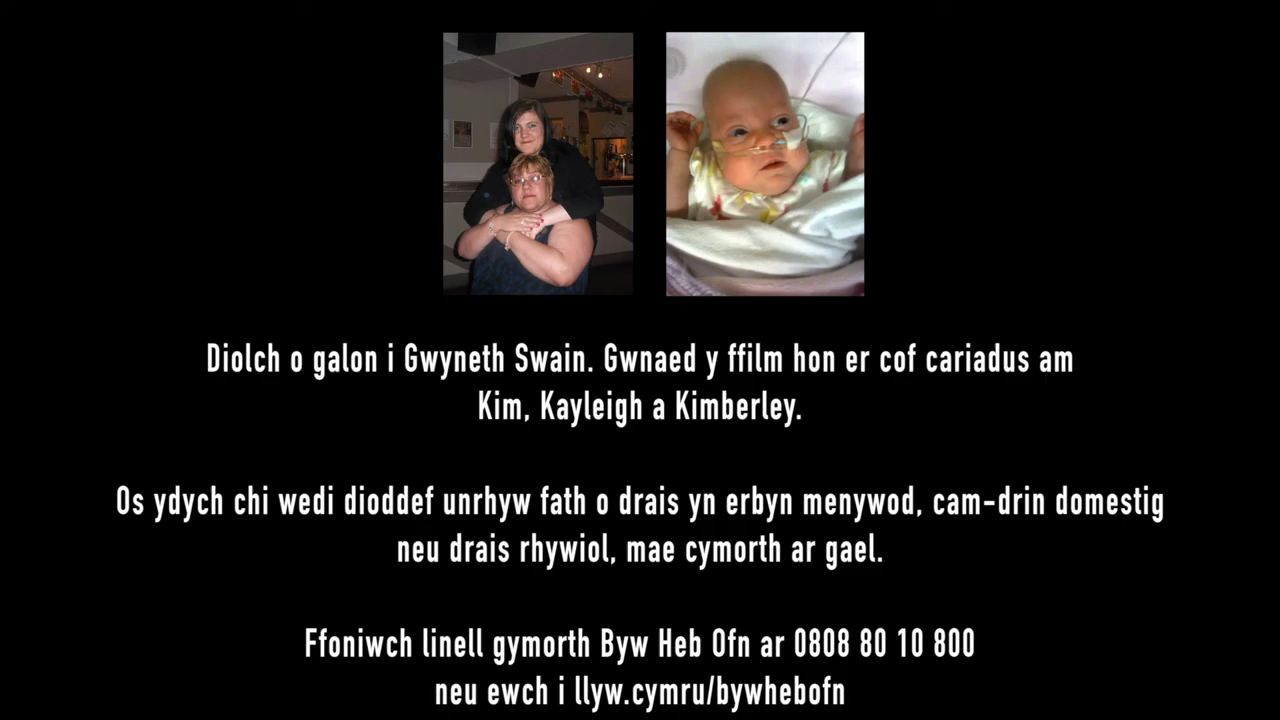 Diolch o galon i Gwyneth Swain. Gwnaed y ffilm hon er cof cariadus am
Kim, Kayleigh a Kimberley.
Os ydych chi wedi dioddef unrhyw fath o drais yn erbyn menywod, cam-drin domestig
neu drais rhywiol, mae cymorth ar gael.
Ffoniwch linell gymorth Byw Heb Ofn ar 0808 80 10 800
neu ewch i llyw.cymru/bywhebofn